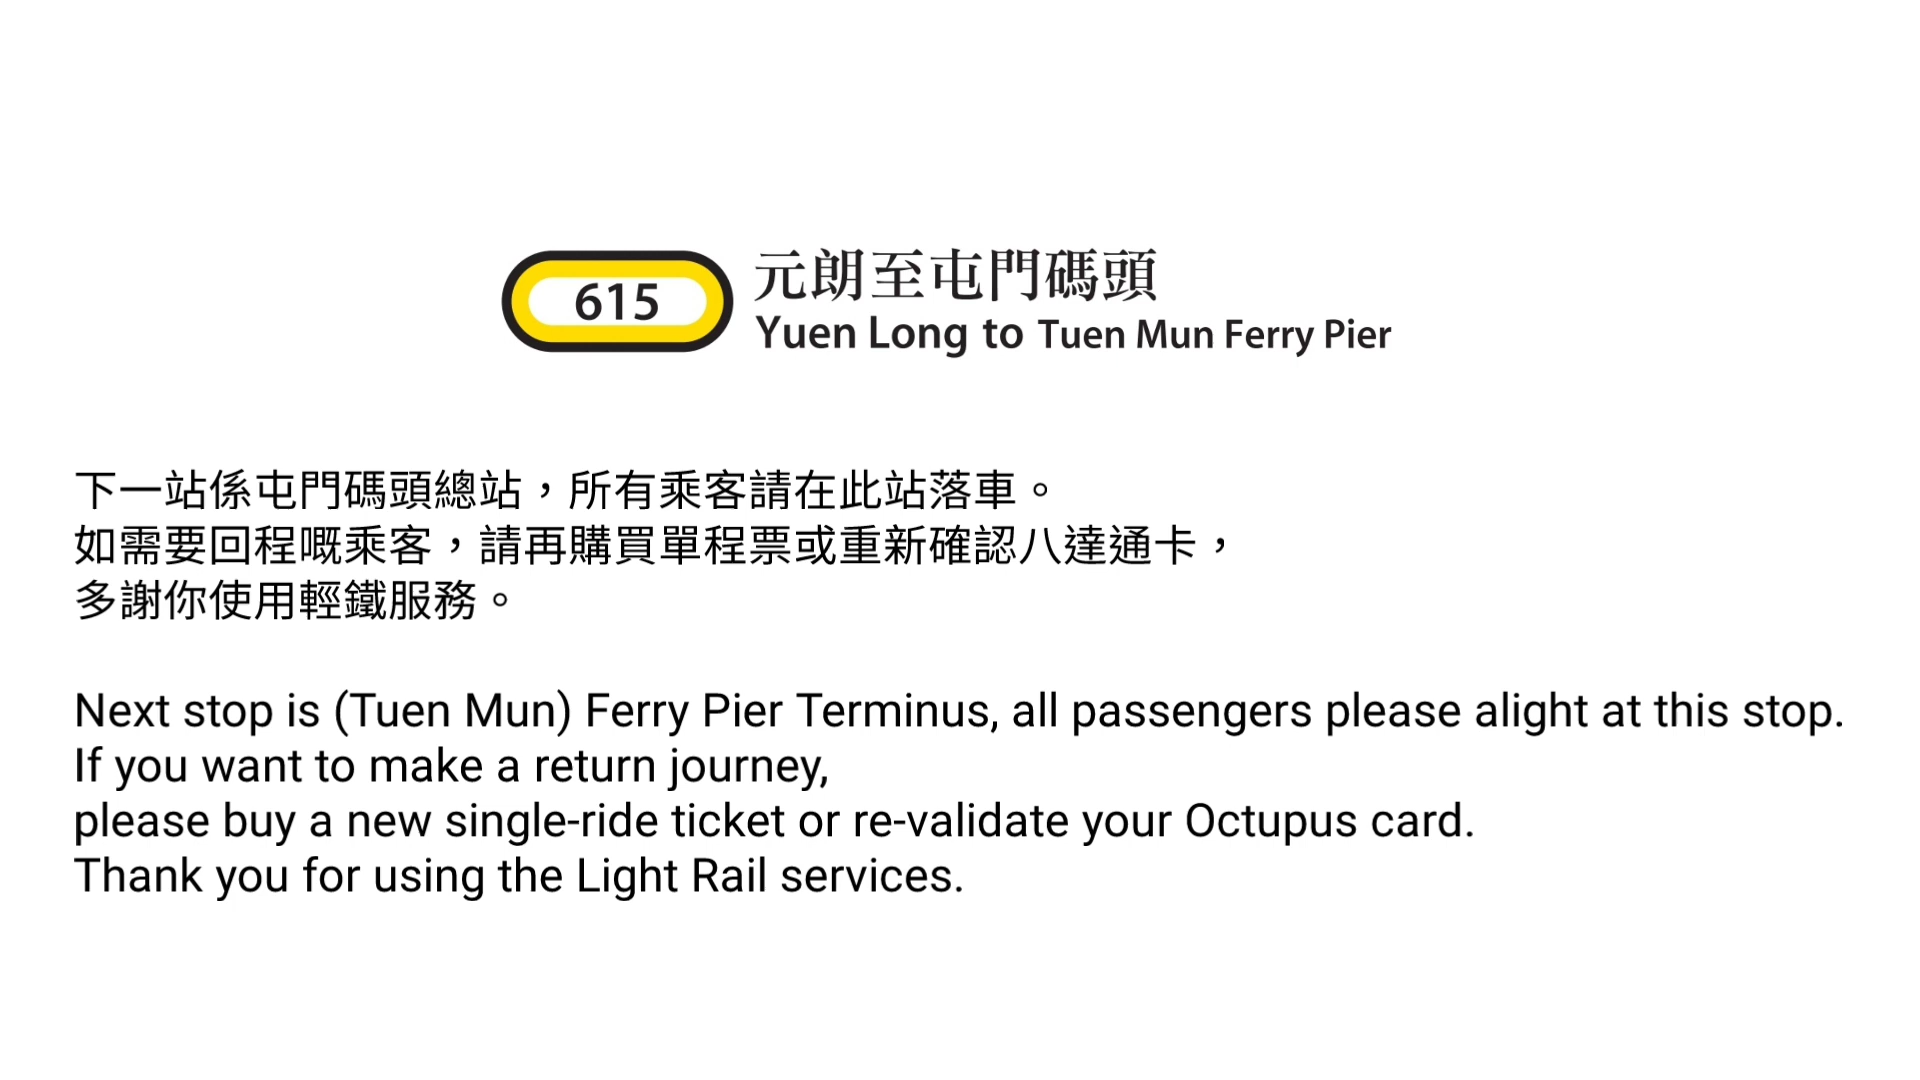 615
元朗至屯門碼頭
Yuen Long to Tuen Mun Ferry Pier
下一站係屯門碼頭總站，所有乘客請在此站落車。
如需要回程嘅乘客，請再購買單程票或重新確認八達通卡，
多謝你使用輕鐵服務。
Next stop is (Tuen Mun) Ferry Pier Terminus, all passengers please alight at this stop.
If you want to make a return journey,
please buy a new single-ride ticket or re-validate your Octupus card.
Thank you for using the Light Rail services.